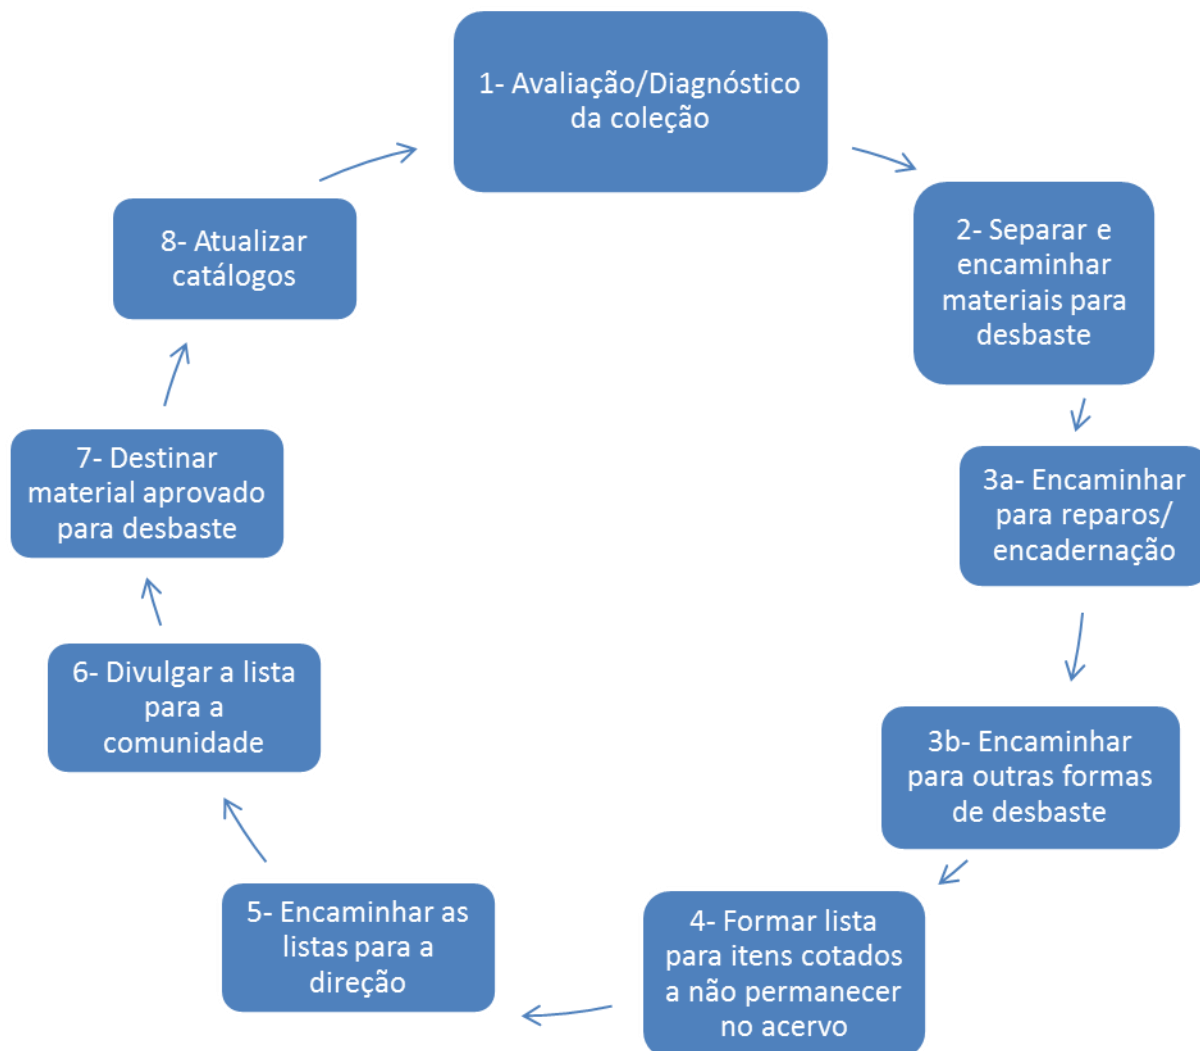 1- Avaliação/Diagnóstico
da coleção
2- Separar e
encaminhar
materiais para
desbaste
3a- Encaminhar
para reparos/
encadernação
3b- Encaminhar
para outras formas
de desbaste
4- Formar lista
para itens cotados
a não permanecer
no acervo
5- Encaminhar as
listas para a
direção
6- Divulgar a lista
para a
comunidade
7- Destinar
material aprovado
para desbaste
8- Atualizar
catálogos